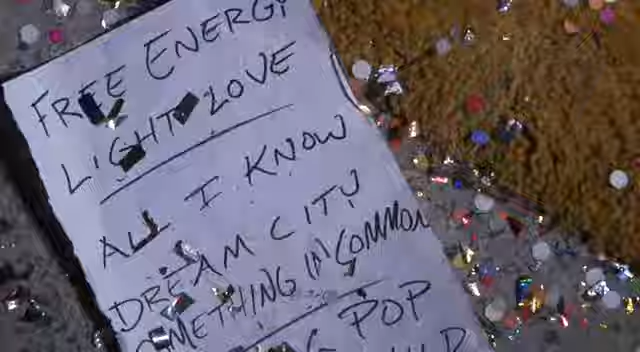 FREE ENERGY
LIGHT LOVE
ALL I KNOW
DREAM CITY
SOMETHING IN COMMON
POP